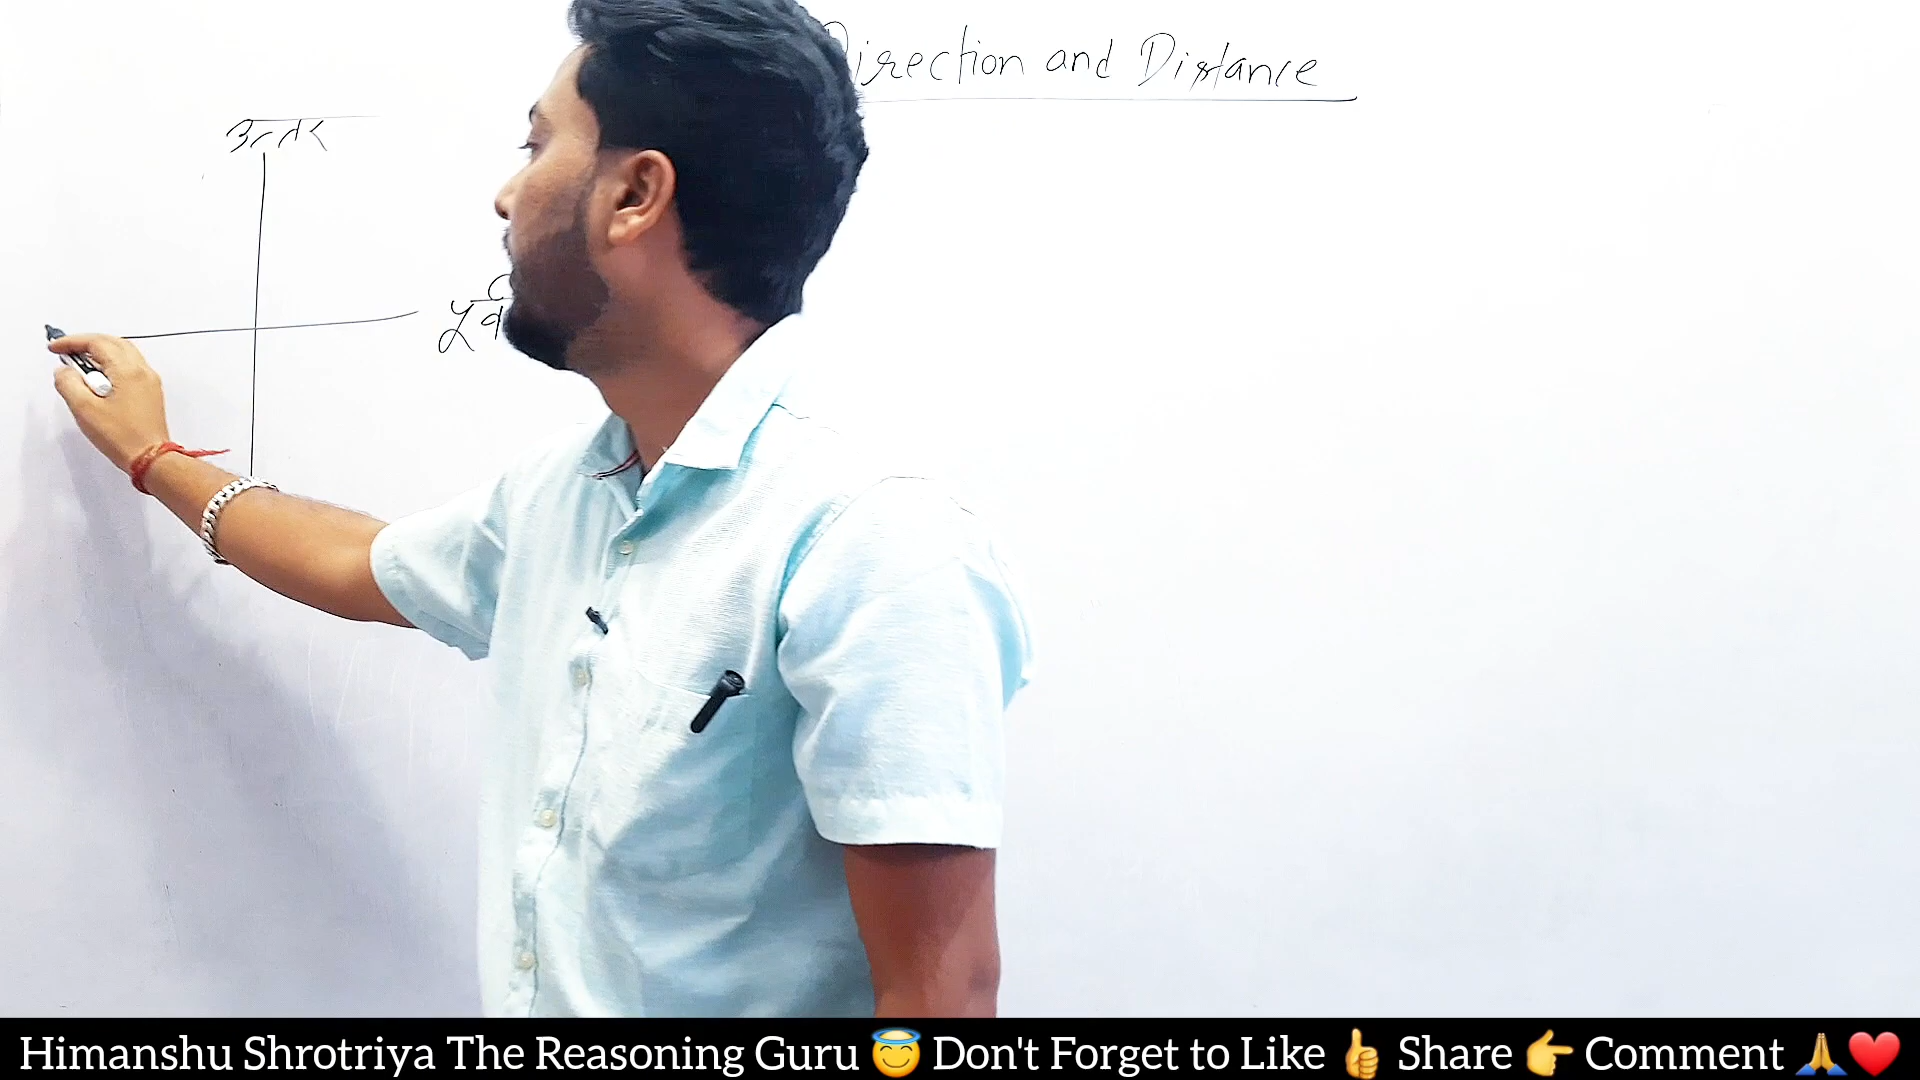 Direction and Distance
उत्तर
पूर्व
Himanshu Shrotriya The Reasoning Guru 😇 Don't Forget to Like 👍 Share 👉 Comment 🙏❤️